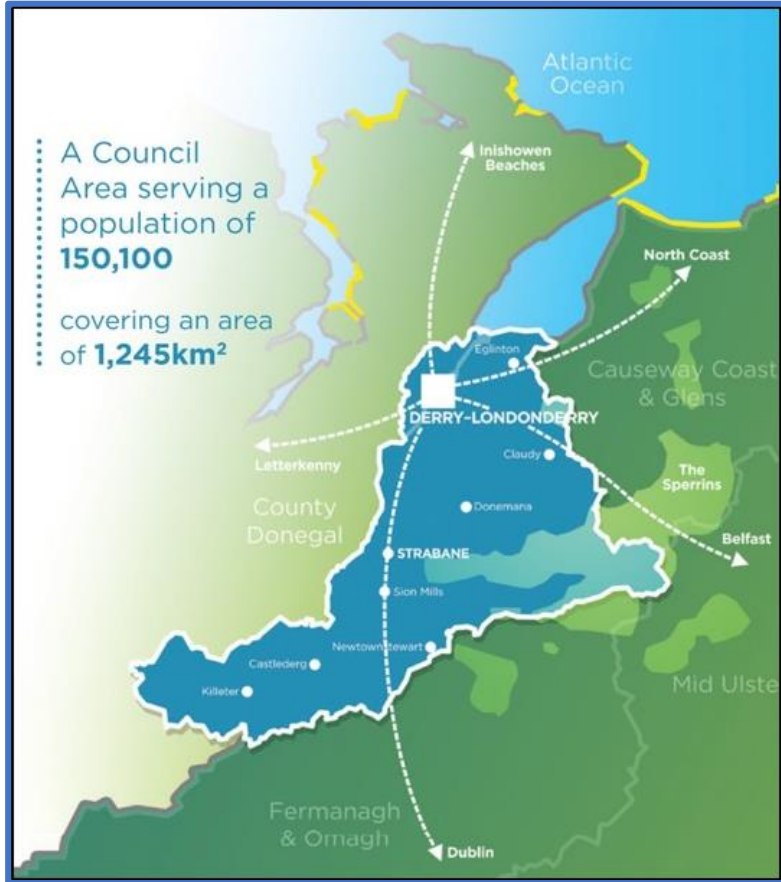 Atlantic
Ocean
A Council
Area serving a
population of
150,100
covering an area
of 1,245km²
Inishowen
Beaches
North Coast
Eglinton
Causeway Coast
& Glens
DERRY–LONDONDERRY
Letterkenny
Claudy
The
Sperrins
County
Donegal
Donemana
Belfast
STRABANE
Sion Mills
Newtownstewart
Castlederg
Mid Ulste
Killeter
Fermanagh
& Omagh
Dublin